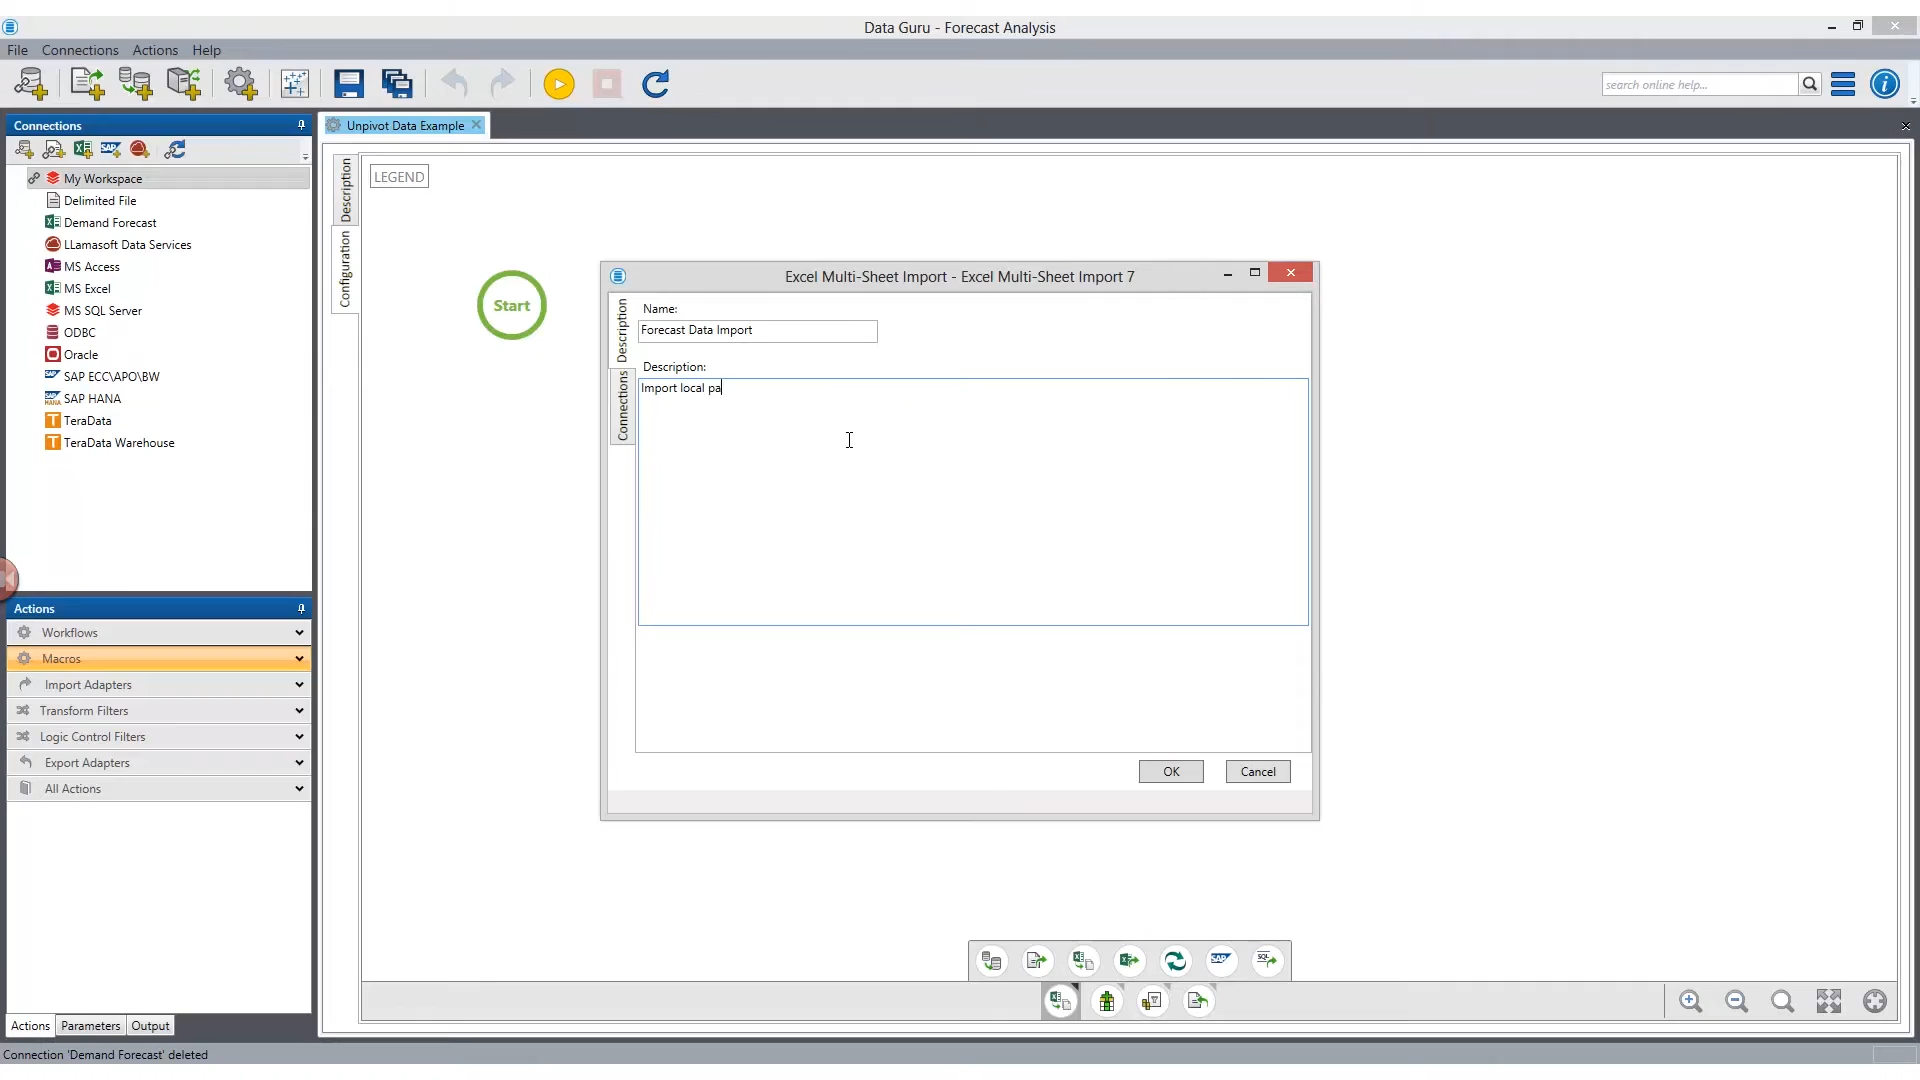 Data Guru - Forecast Analysis
File Connections Actions Help
search online help...
Connections
Unpivot Data Example
SAP
My Workspace
Delimited File
Demand Forecast
LLamasoft Data Services
MS Access
MS Excel
MS SQL Server
ODBC
Oracle
SAP ECC\APO\BW
SAP HANA
TeraData
TeraData Warehouse
Description
Configuration
LEGEND
Start
Excel Multi-Sheet Import - Excel Multi-Sheet Import 7
Description
Connections
Name:
Forecast Data Import
Description:
Import local pa
OK Cancel
Actions
Workflows
Macros
Import Adapters
Transform Filters
Logic Control Filters
Export Adapters
All Actions
SAP SQL
Actions Parameters Output
Connection 'Demand Forecast' deleted